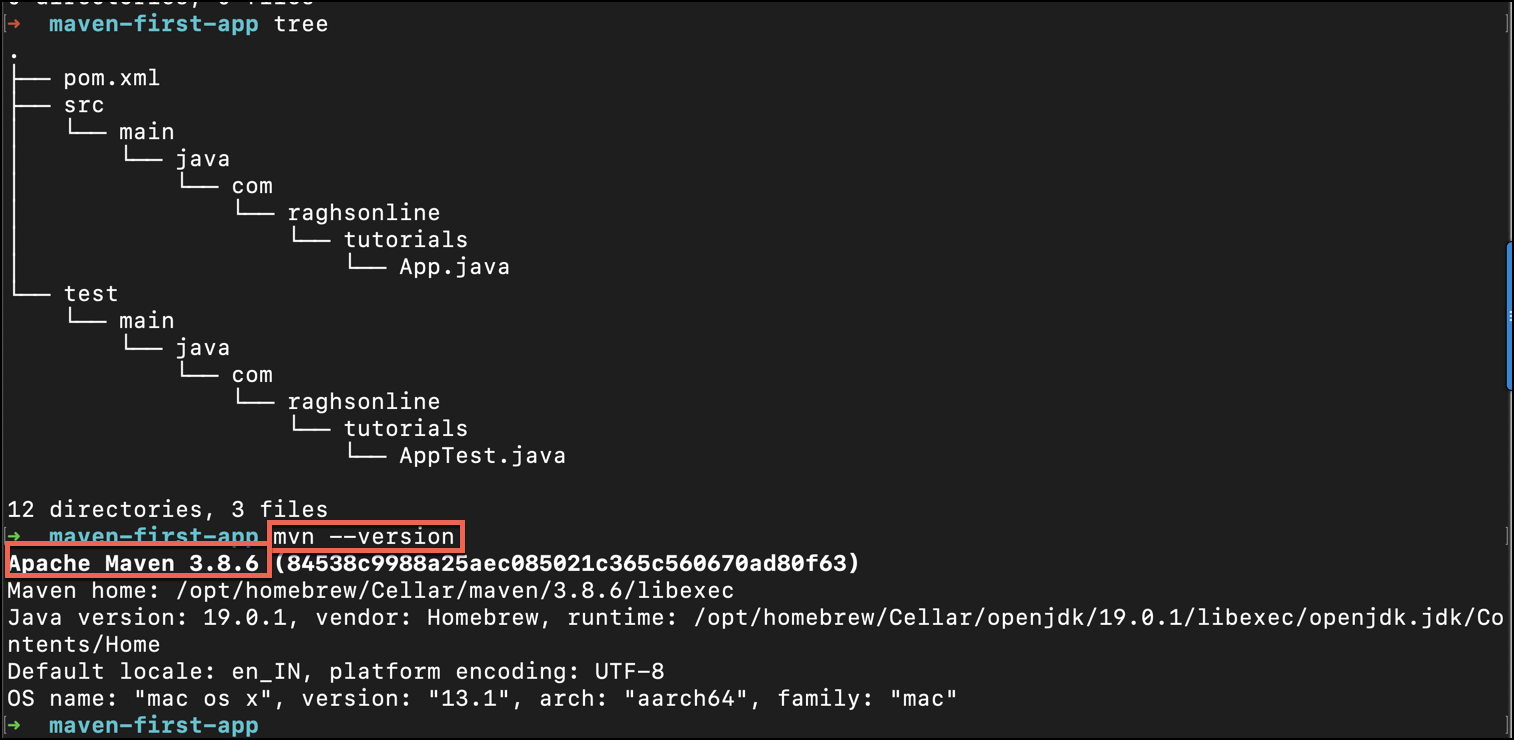 ➜ maven-first-app tree
.
├── pom.xml
├── src
│   └── main
│       └── java
│           └── com
│               └── raghsonline
│                   └── tutorials
│                       └── App.java
└── test
    └── main
        └── java
            └── com
                └── raghsonline
                    └── tutorials
                        └── AppTest.java
12 directories, 3 files
➜ maven-first-app mvn --version
Apache Maven 3.8.6 (84538c9988a25aec085021c365c560670ad80f63)
Maven home: /opt/homebrew/Cellar/maven/3.8.6/libexec
Java version: 19.0.1, vendor: Homebrew, runtime: /opt/homebrew/Cellar/openjdk/19.0.1/libexec/openjdk.jdk/Co
ntents/Home
Default locale: en_IN, platform encoding: UTF-8
OS name: "mac os x", version: "13.1", arch: "aarch64", family: "mac"
➜ maven-first-app